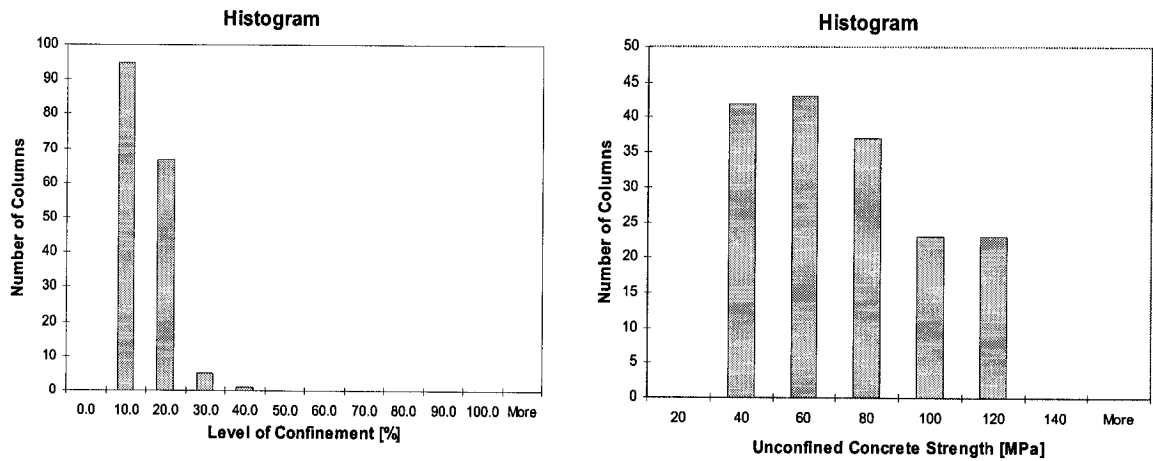 Histogram
100
90
80
70
60
50
40
30
20
10
0
Number of Columns
0.0 10.0 20.0 30.0 40.0 50.0 60.0 70.0 80.0 90.0 100.0 More
Level of Confinement [%]
Histogram
50
45
40
35
30
25
20
15
10
5
0
Number of Columns
20 40 60 80 100 120 140 More
Unconfined Concrete Strength [MPa]